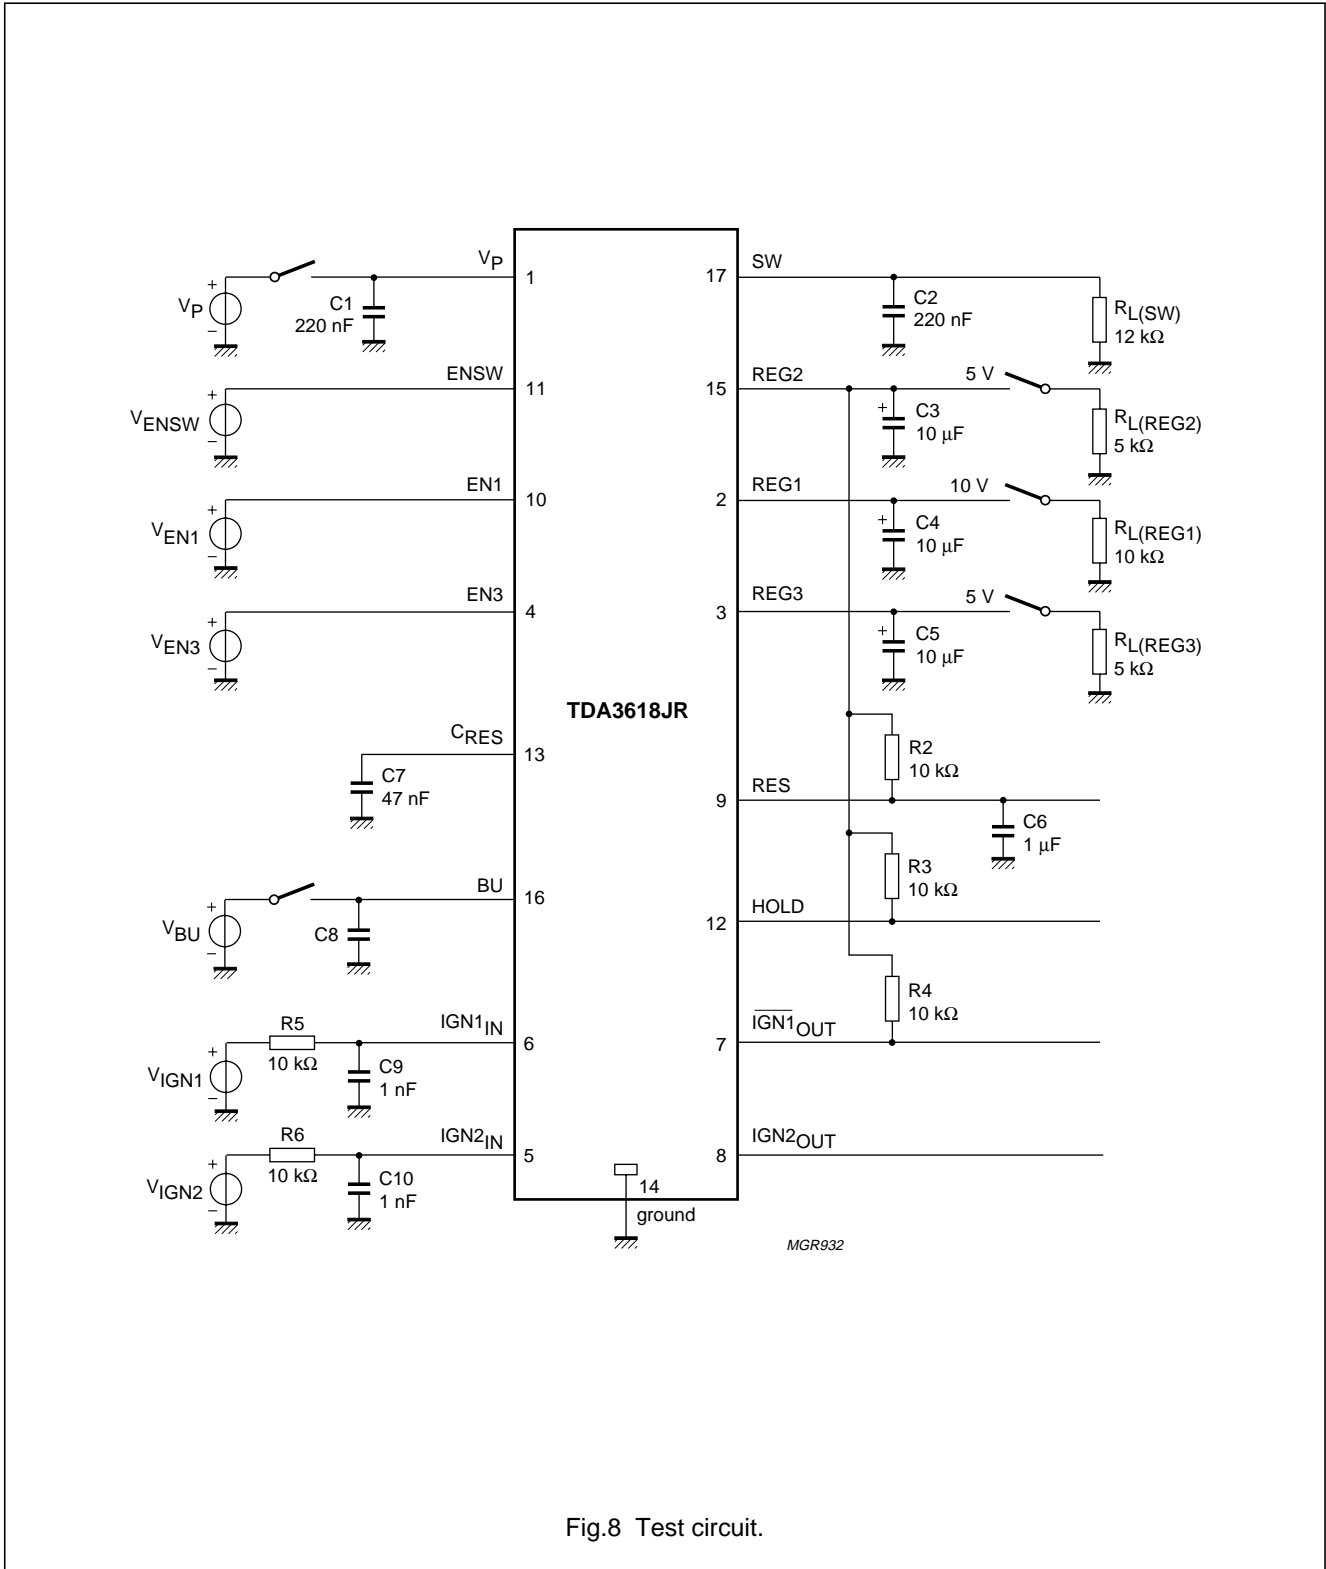 VP
1
+
VP
−
C1
220 nF
ENSW
11
+
VENSW
−
EN1
10
+
VEN1
−
EN3
4
+
VEN3
−
CRES
13
C7
47 nF
BU
16
+
VBU
−
C8
IGN1IN
6
R5
10 kΩ
+
VIGN1
−
C9
1 nF
IGN2IN
5
R6
10 kΩ
+
VIGN2
−
C10
1 nF
TDA3618JR
14
ground
17
SW
C2
220 nF
RL(SW)
12 kΩ
15
REG2
5 V
+
C3
10 μF
RL(REG2)
5 kΩ
2
REG1
10 V
+
C4
10 μF
RL(REG1)
10 kΩ
3
REG3
5 V
+
C5
10 μF
RL(REG3)
5 kΩ
R2
10 kΩ
9
RES
C6
1 μF
R3
10 kΩ
12
HOLD
R4
10 kΩ
7
IGN1OUT
8
IGN2OUT
MGR932
Fig.8 Test circuit.